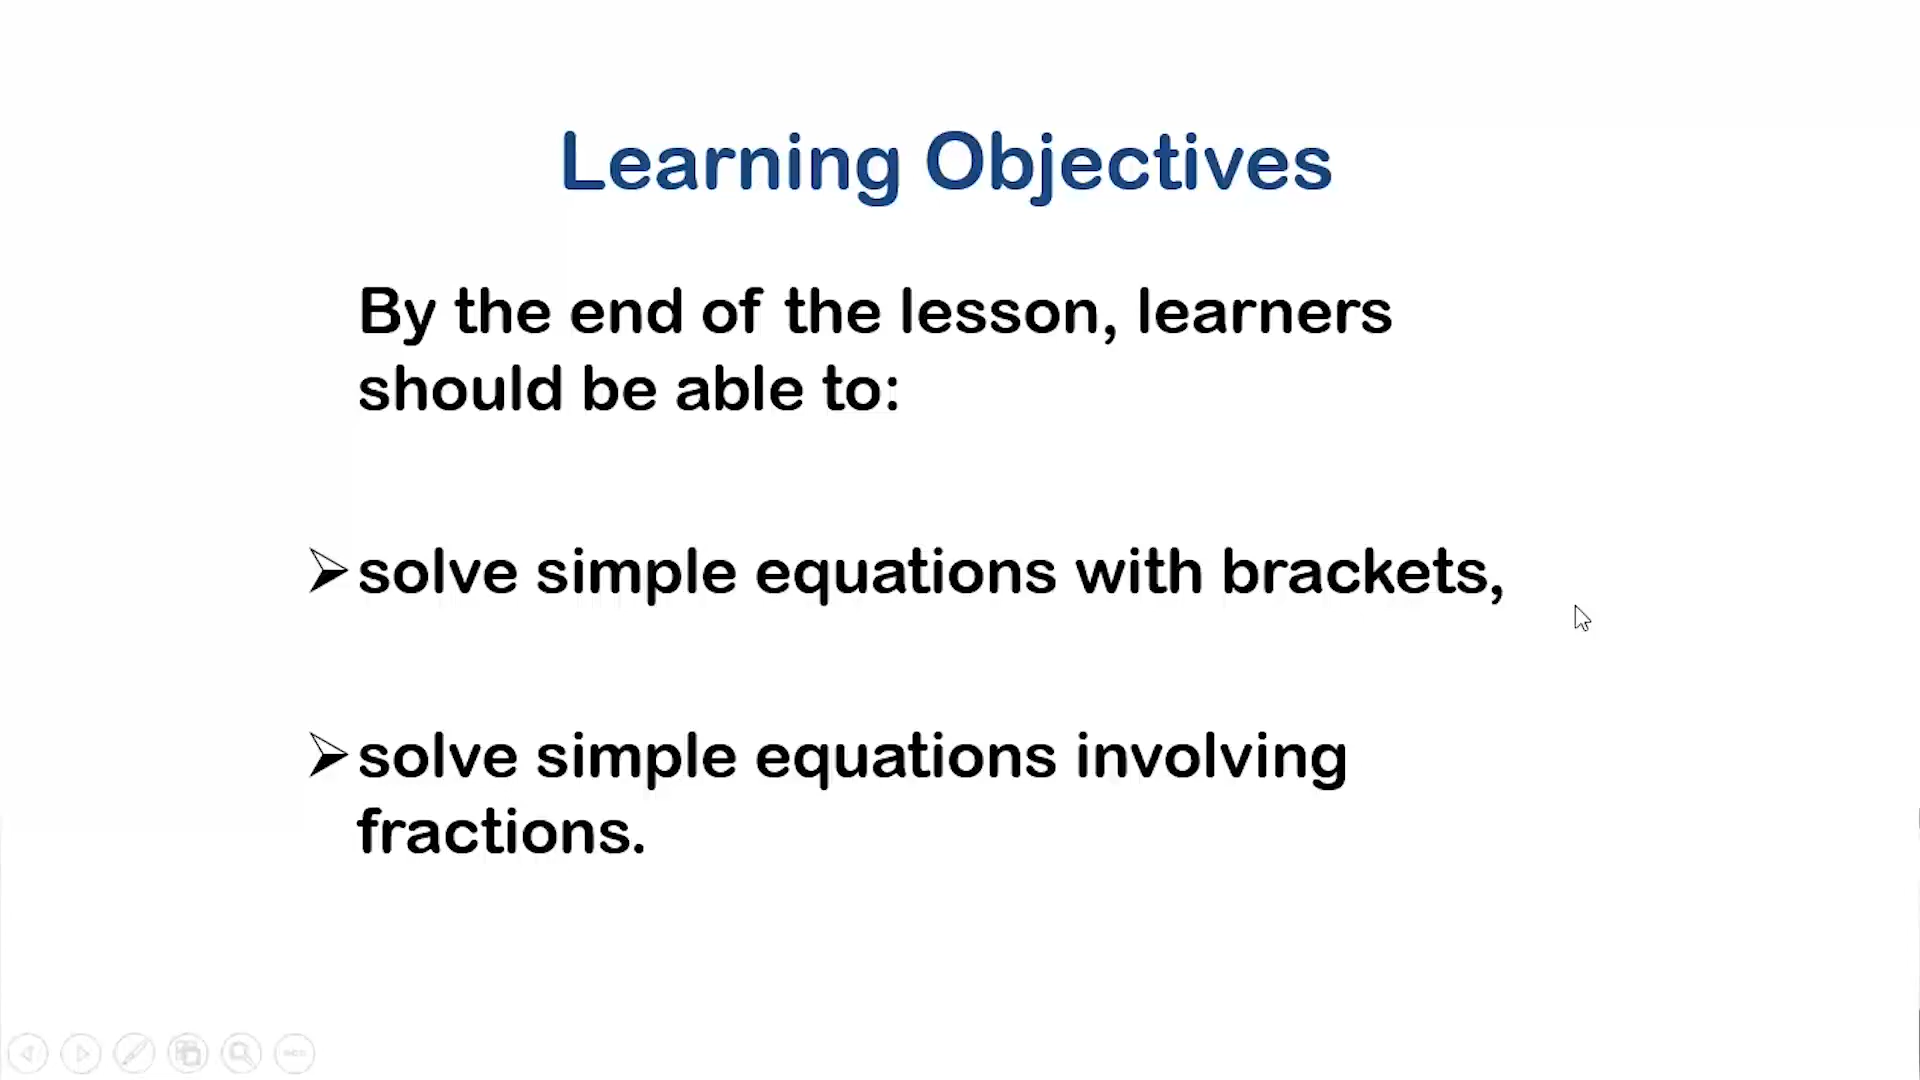 Learning Objectives
By the end of the lesson, learners
should be able to:
➢solve simple equations with brackets,
➢solve simple equations involving
fractions.